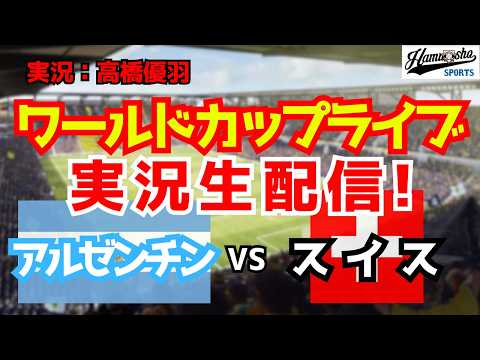 実況：高橋優羽
Hamuosha
SPORTS
ワールドカップライブ
実況生配信!
アルゼンチン VS スイス